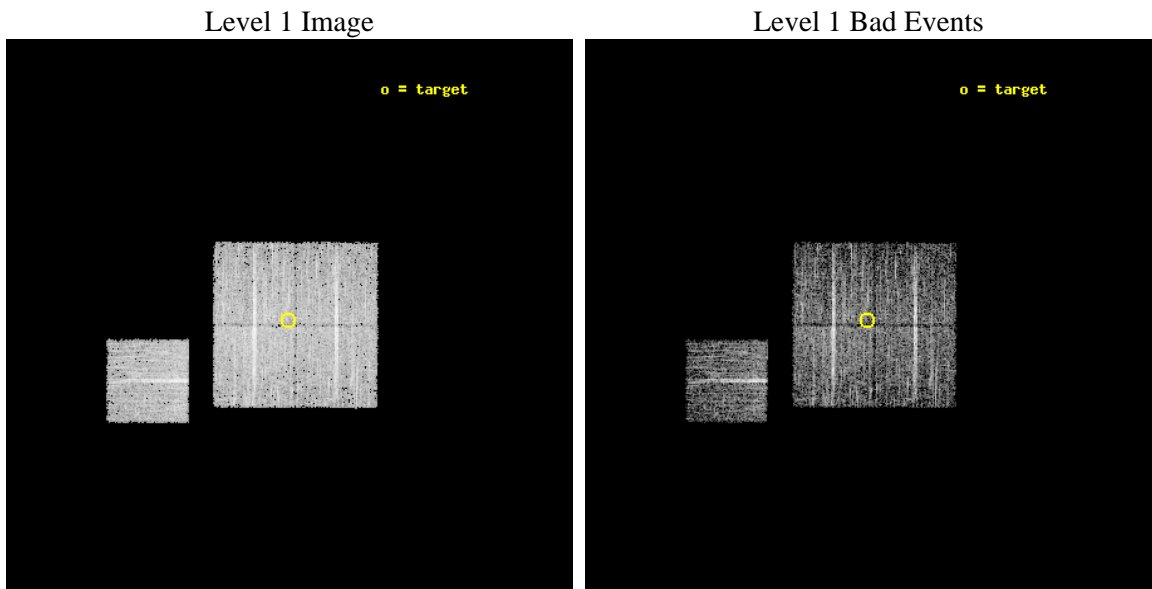 Level 1 Image
Level 1 Bad Events
o = target
o = target